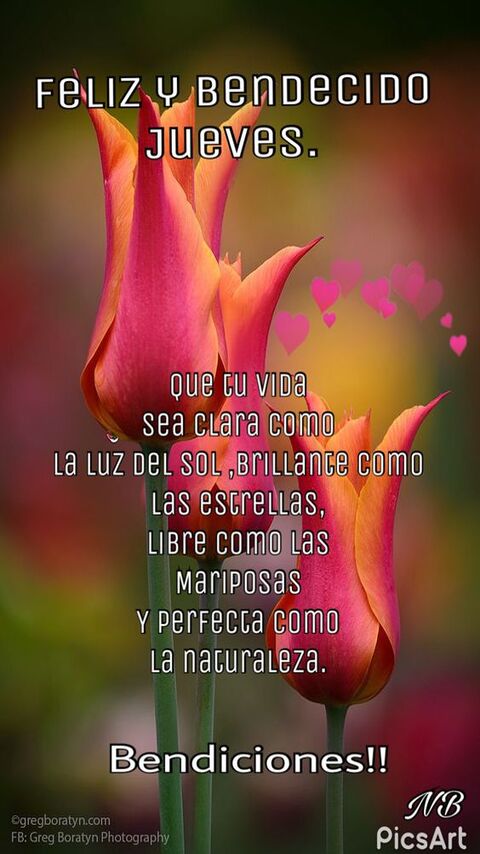 Feliz y Bendecido
Jueves.
Que tu vida
sea clara como
la luz del sol ,brillante como
las estrellas,
libre como las
mariposas
y perfecta como
la naturaleza.
Bendiciones!!
NB
©gregboratyn.com
FB: Greg Boratyn Photography
PicsArt